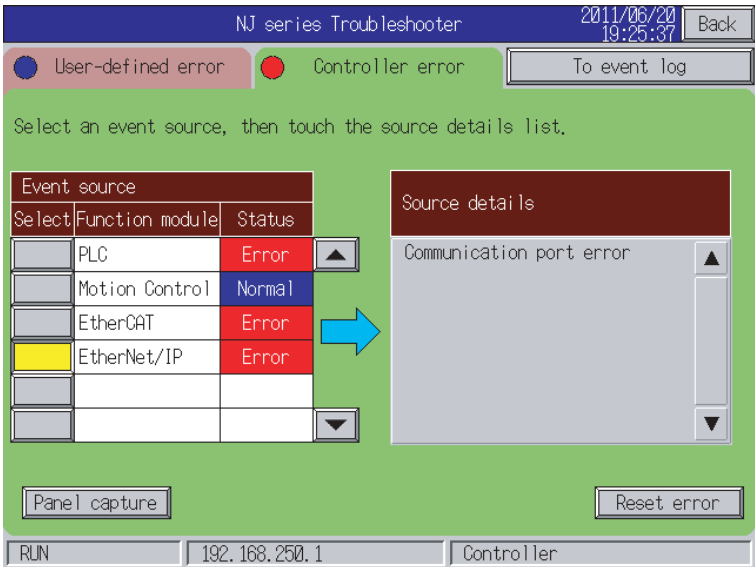 NJ series Troubleshooter
2011/06/20
19:25:37
Back
User-defined error
Controller error
To event log
Select an event source, then touch the source details list.
Event source
Select Function module Status
PLC Error
Motion Control Normal
EtherCAT Error
EtherNet/IP Error
Source details
Communication port error
Panel capture
Reset error
RUN
192.168.250.1
Controller